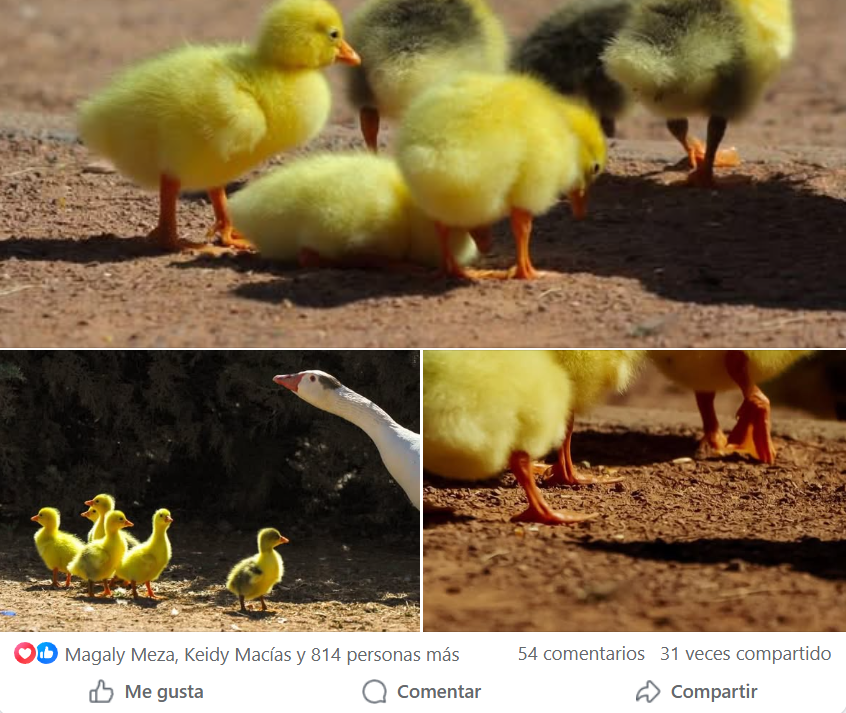 Magaly Meza, Keidy Macías y 814 personas más 54 comentarios 31 veces compartido
Me gusta Comentar Compartir